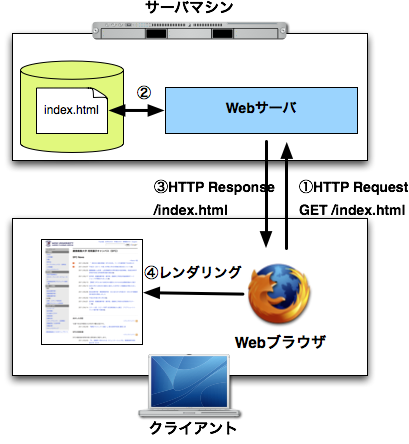 サーバマシン
index.html
②
Webサーバ
③HTTP Response
/index.html
①HTTP Request
GET /index.html
④レンダリング
Webブラウザ
クライアント